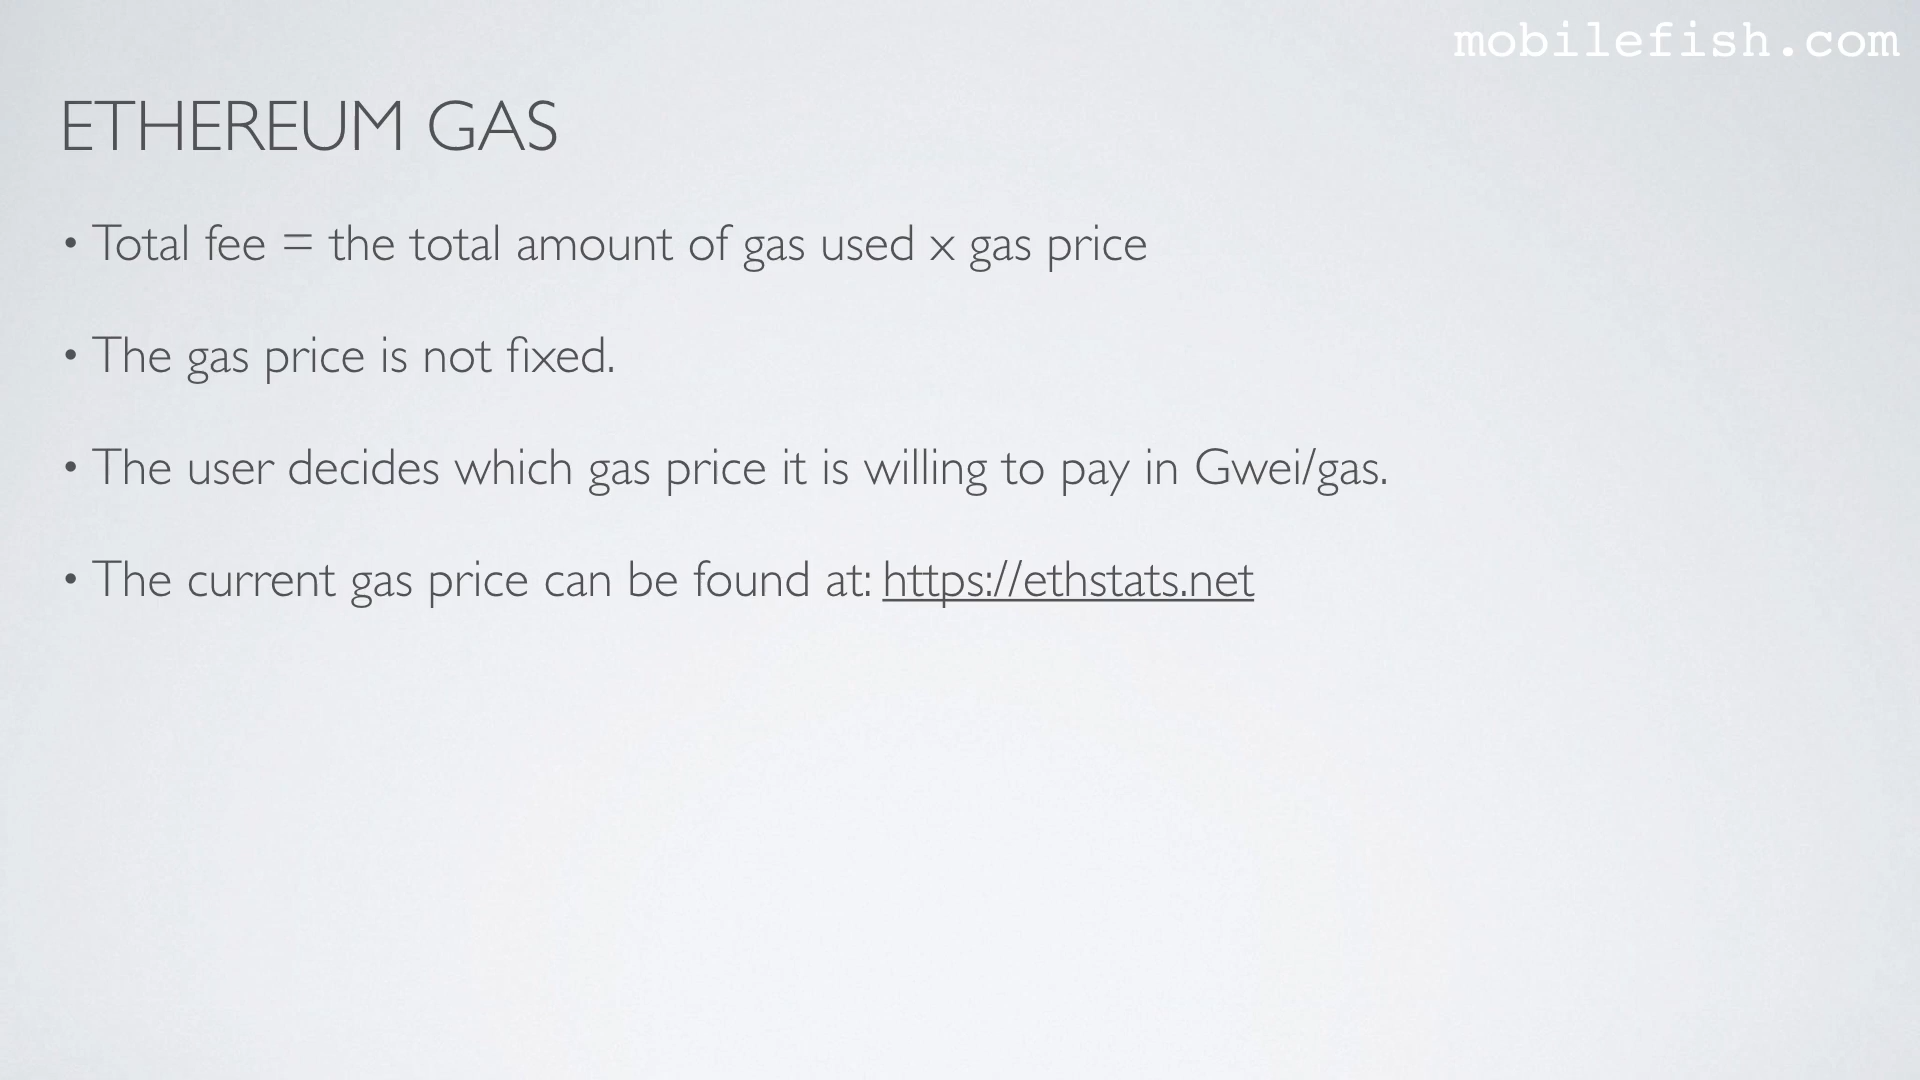 mobilefish.com
ETHEREUM GAS
• Total fee = the total amount of gas used x gas price
• The gas price is not fixed.
• The user decides which gas price it is willing to pay in Gwei/gas.
• The current gas price can be found at: https://ethstats.net